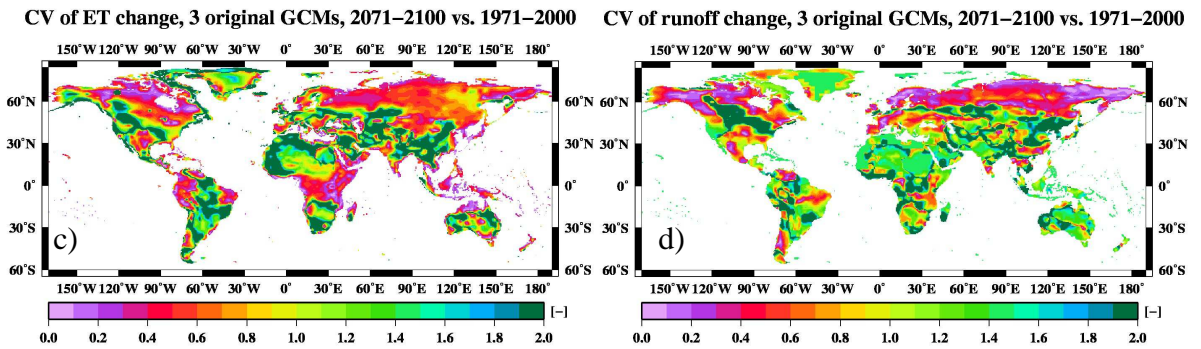 CV of ET change, 3 original GCMs, 2071−2100 vs. 1971−2000
150˚W 120˚W 90˚W 60˚W 30˚W 0˚ 30˚E 60˚E 90˚E 120˚E 150˚E 180˚
60˚N
30˚N
0˚
30˚S
60˚S
c)
150˚W 120˚W 90˚W 60˚W 30˚W 0˚ 30˚E 60˚E 90˚E 120˚E 150˚E 180˚
0.0 0.2 0.4 0.6 0.8 1.0 1.2 1.4 1.6 1.8 2.0
[−]
CV of runoff change, 3 original GCMs, 2071−2100 vs. 1971−2000
150˚W 120˚W 90˚W 60˚W 30˚W 0˚ 30˚E 60˚E 90˚E 120˚E 150˚E 180˚
60˚N 60˚N
30˚N 30˚N
0˚ 0˚
30˚S 30˚S
60˚S 60˚S
d)
150˚W 120˚W 90˚W 60˚W 30˚W 0˚ 30˚E 60˚E 90˚E 120˚E 150˚E 180˚
0.0 0.2 0.4 0.6 0.8 1.0 1.2 1.4 1.6 1.8 2.0
[−]